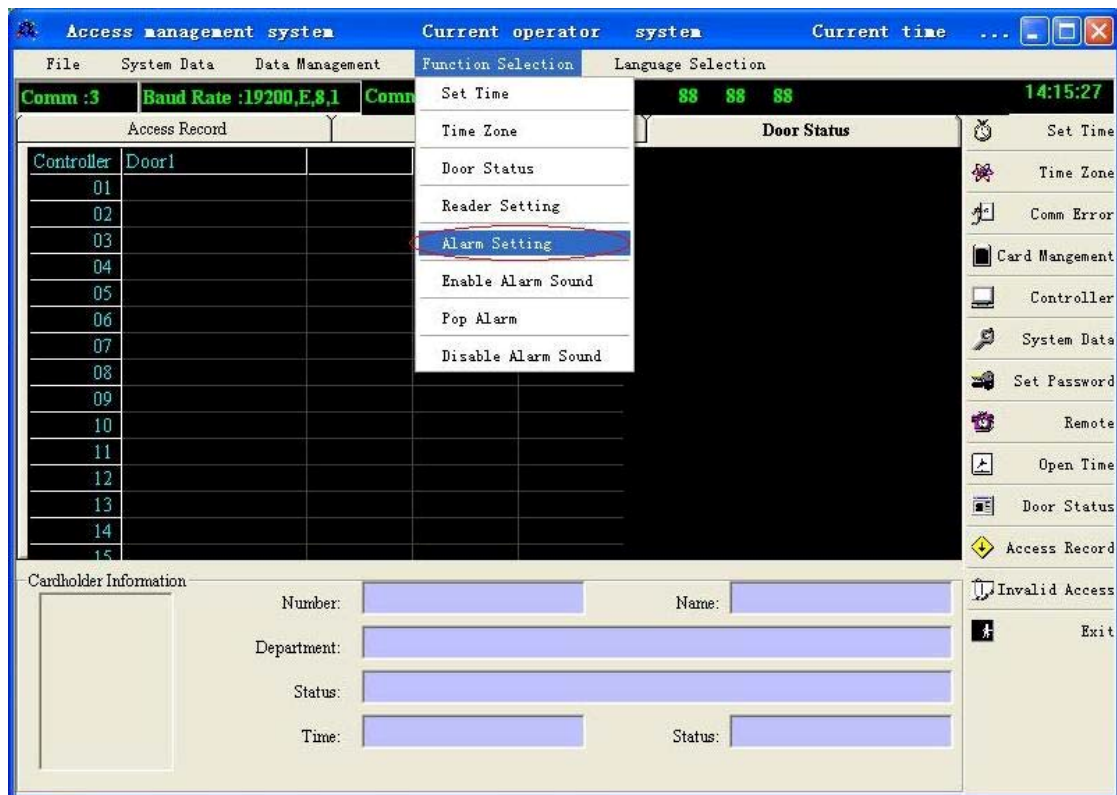 Access management system Current operator system Current time ...
File System Data Data Management Function Selection Language Selection
Comm :3 Baud Rate :19200,E,8,1 Comm 88 88 88 14:15:27
Access Record Door Status
Controller Door1
01
02
03
04
05
06
07
08
09
10
11
12
13
14
15
Set Time
Time Zone
Door Status
Reader Setting
Alarm Setting
Enable Alarm Sound
Pop Alarm
Disable Alarm Sound
Set Time
Time Zone
Comm Error
Card Mangement
Controller
System Data
Set Password
Remote
Open Time
Door Status
Access Record
Invalid Access
Exit
Cardholder Information
Number: Name:
Department:
Status:
Time: Status: